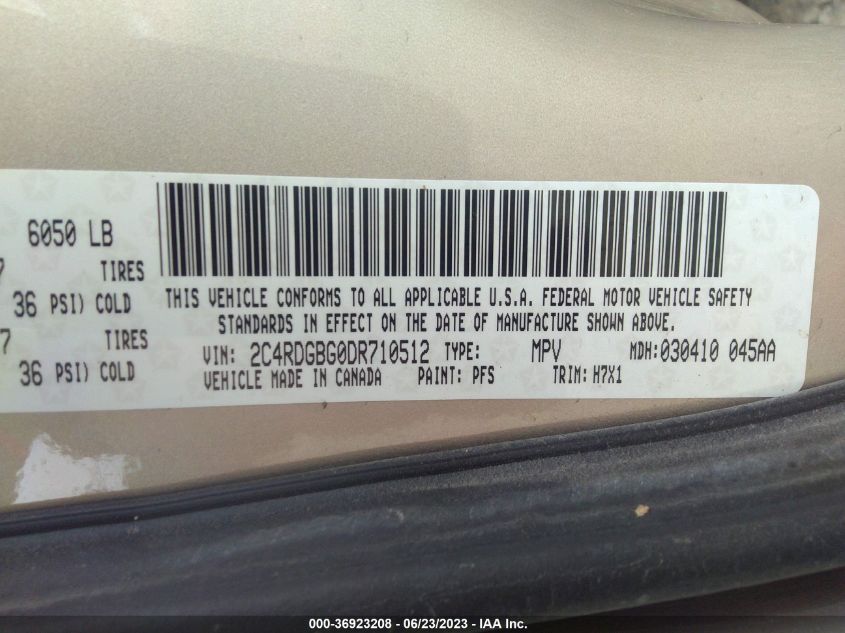 6050 LB
7 TIRES
36 PSI) COLD
7 TIRES
36 PSI) COLD
THIS VEHICLE CONFORMS TO ALL APPLICABLE U.S.A. FEDERAL MOTOR VEHICLE SAFETY
STANDARDS IN EFFECT ON THE DATE OF MANUFACTURE SHOWN ABOVE.
VIN: 2C4RDGBG0DR710512 TYPE: MPV MDH:030410 045AA
VEHICLE MADE IN CANADA PAINT: PFS TRIM: H7X1
000-36923208 - 06/23/2023 - IAA Inc.